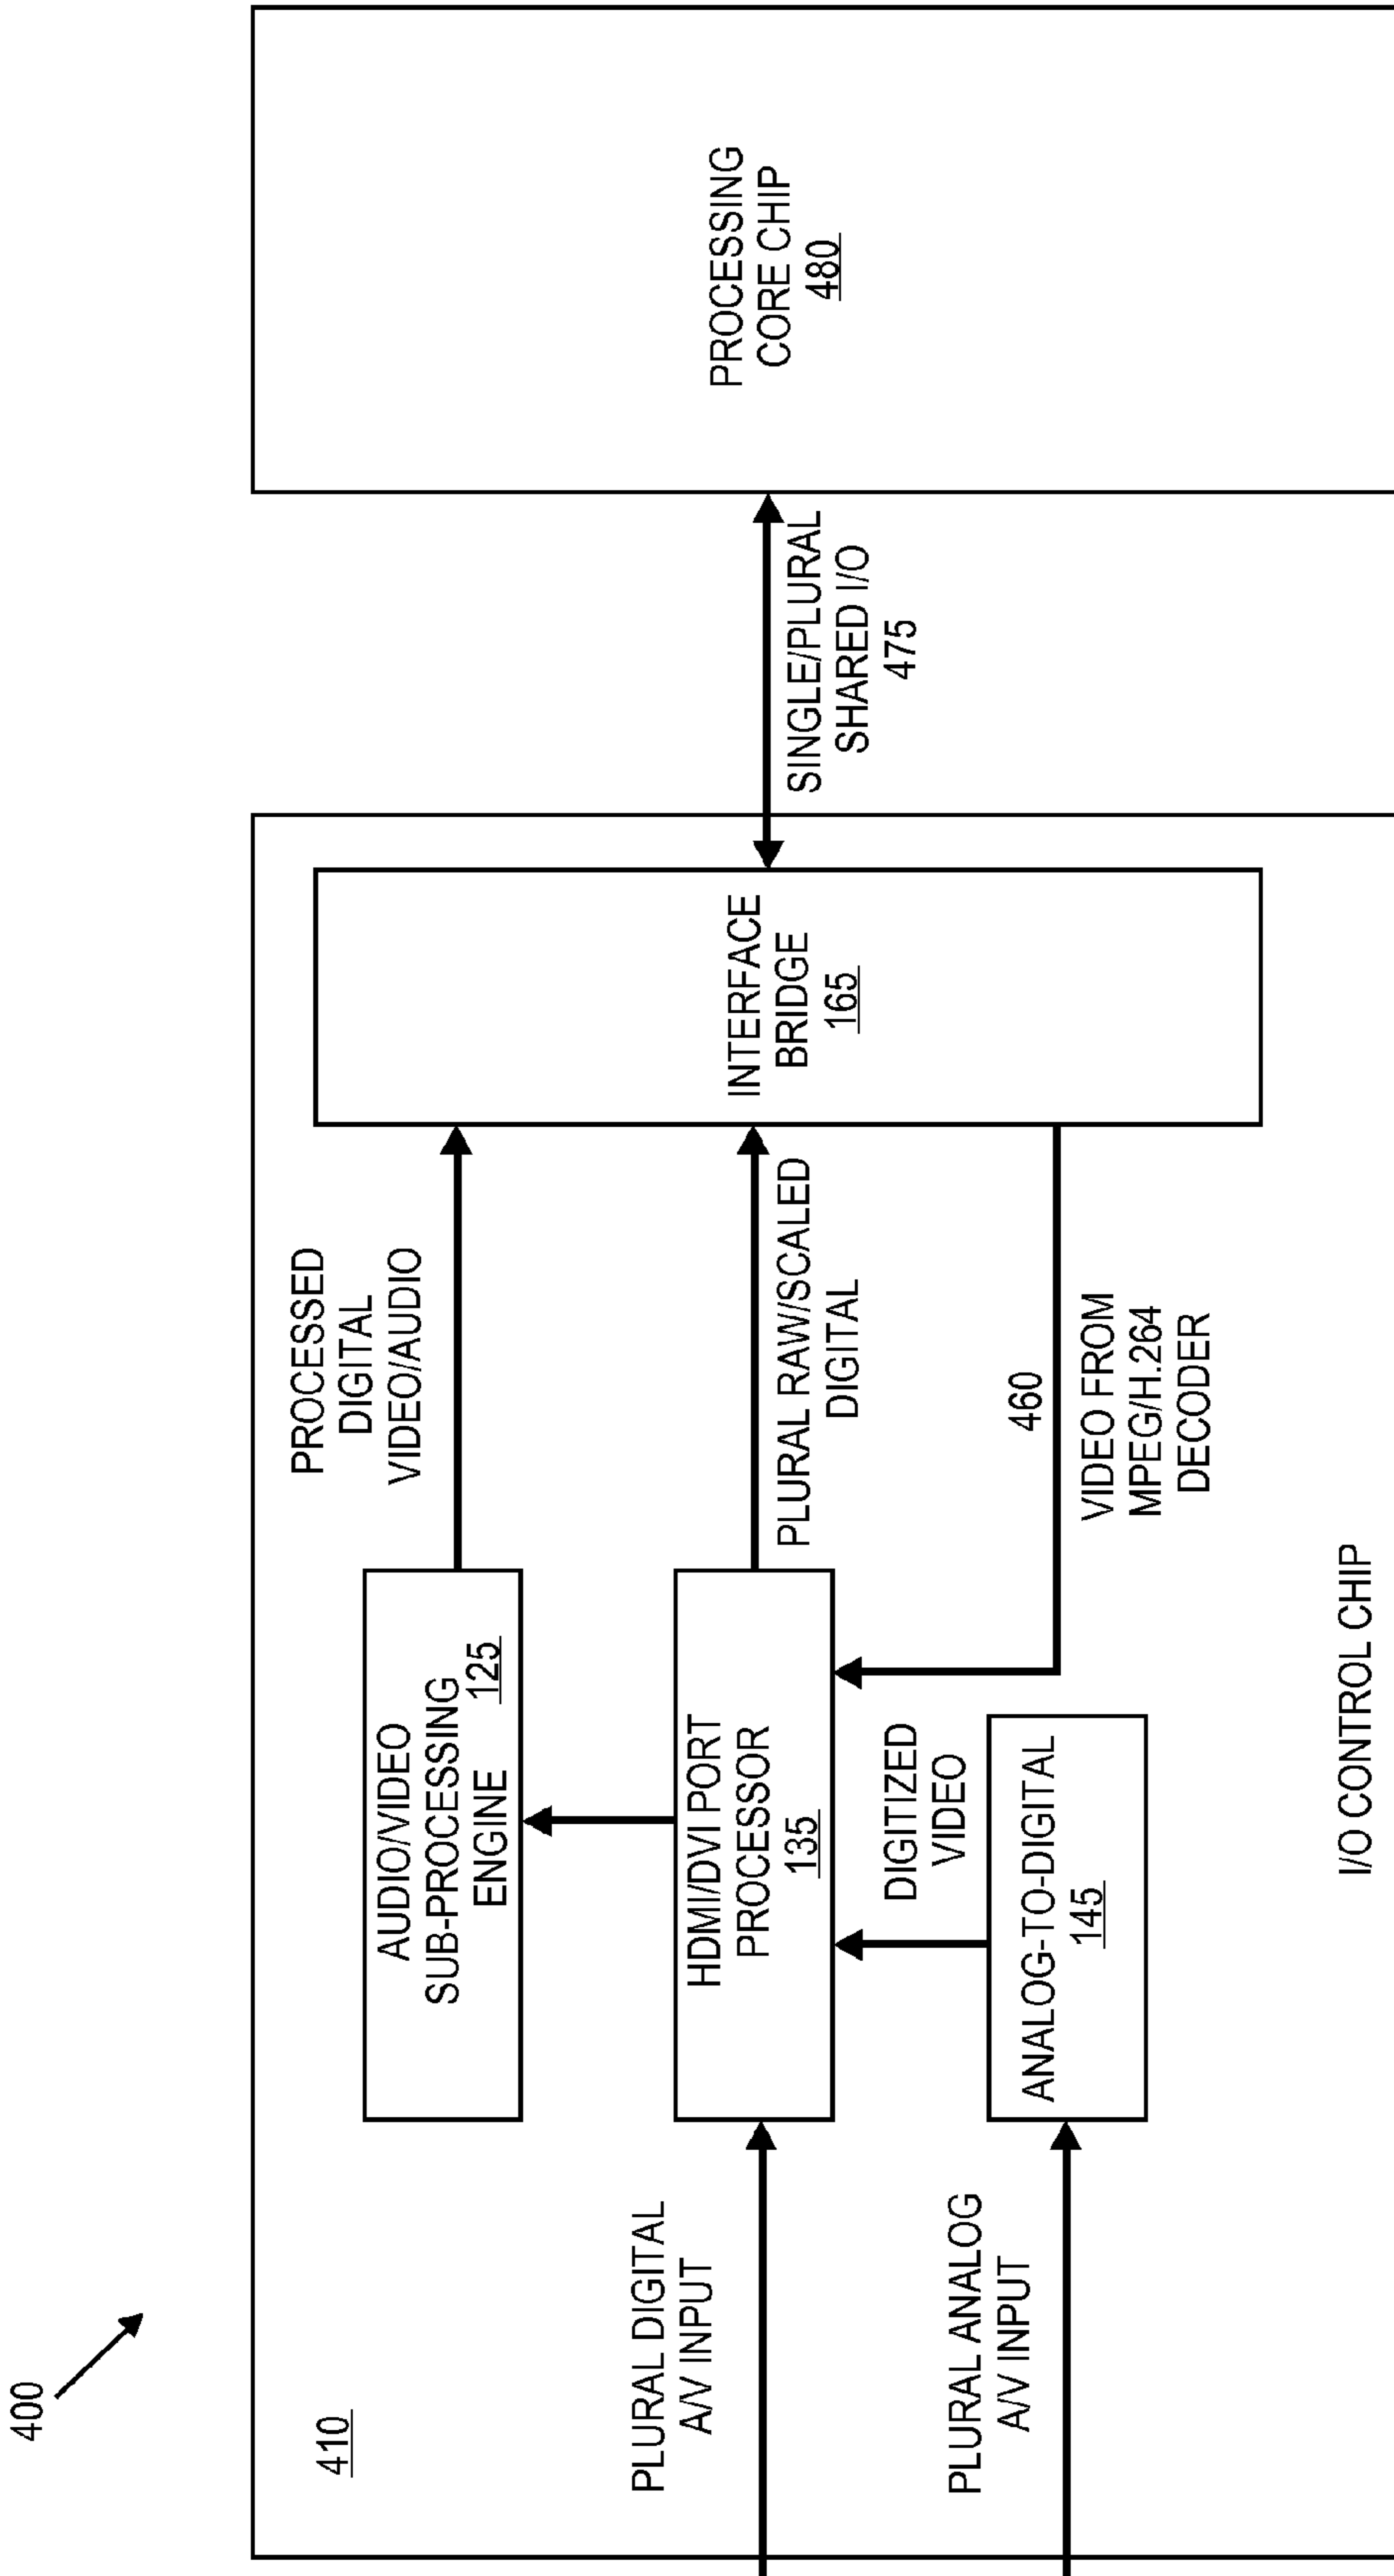 400
410
PROCESSED
DIGITAL
VIDEO/AUDIO
AUDIO/VIDEO
SUB-PROCESSING
ENGINE 125
PLURAL DIGITAL
A/V INPUT
HDMI/DVI PORT
PROCESSOR
135
PLURAL RAW/SCALED
DIGITAL
INTERFACE
BRIDGE
165
SINGLE/PLURAL
SHARED I/O
475
PROCESSING
CORE CHIP
480
DIGITIZED
VIDEO
PLURAL ANALOG
A/V INPUT
ANALOG-TO-DIGITAL
145
460
VIDEO FROM
MPEG/H.264
DECODER
I/O CONTROL CHIP